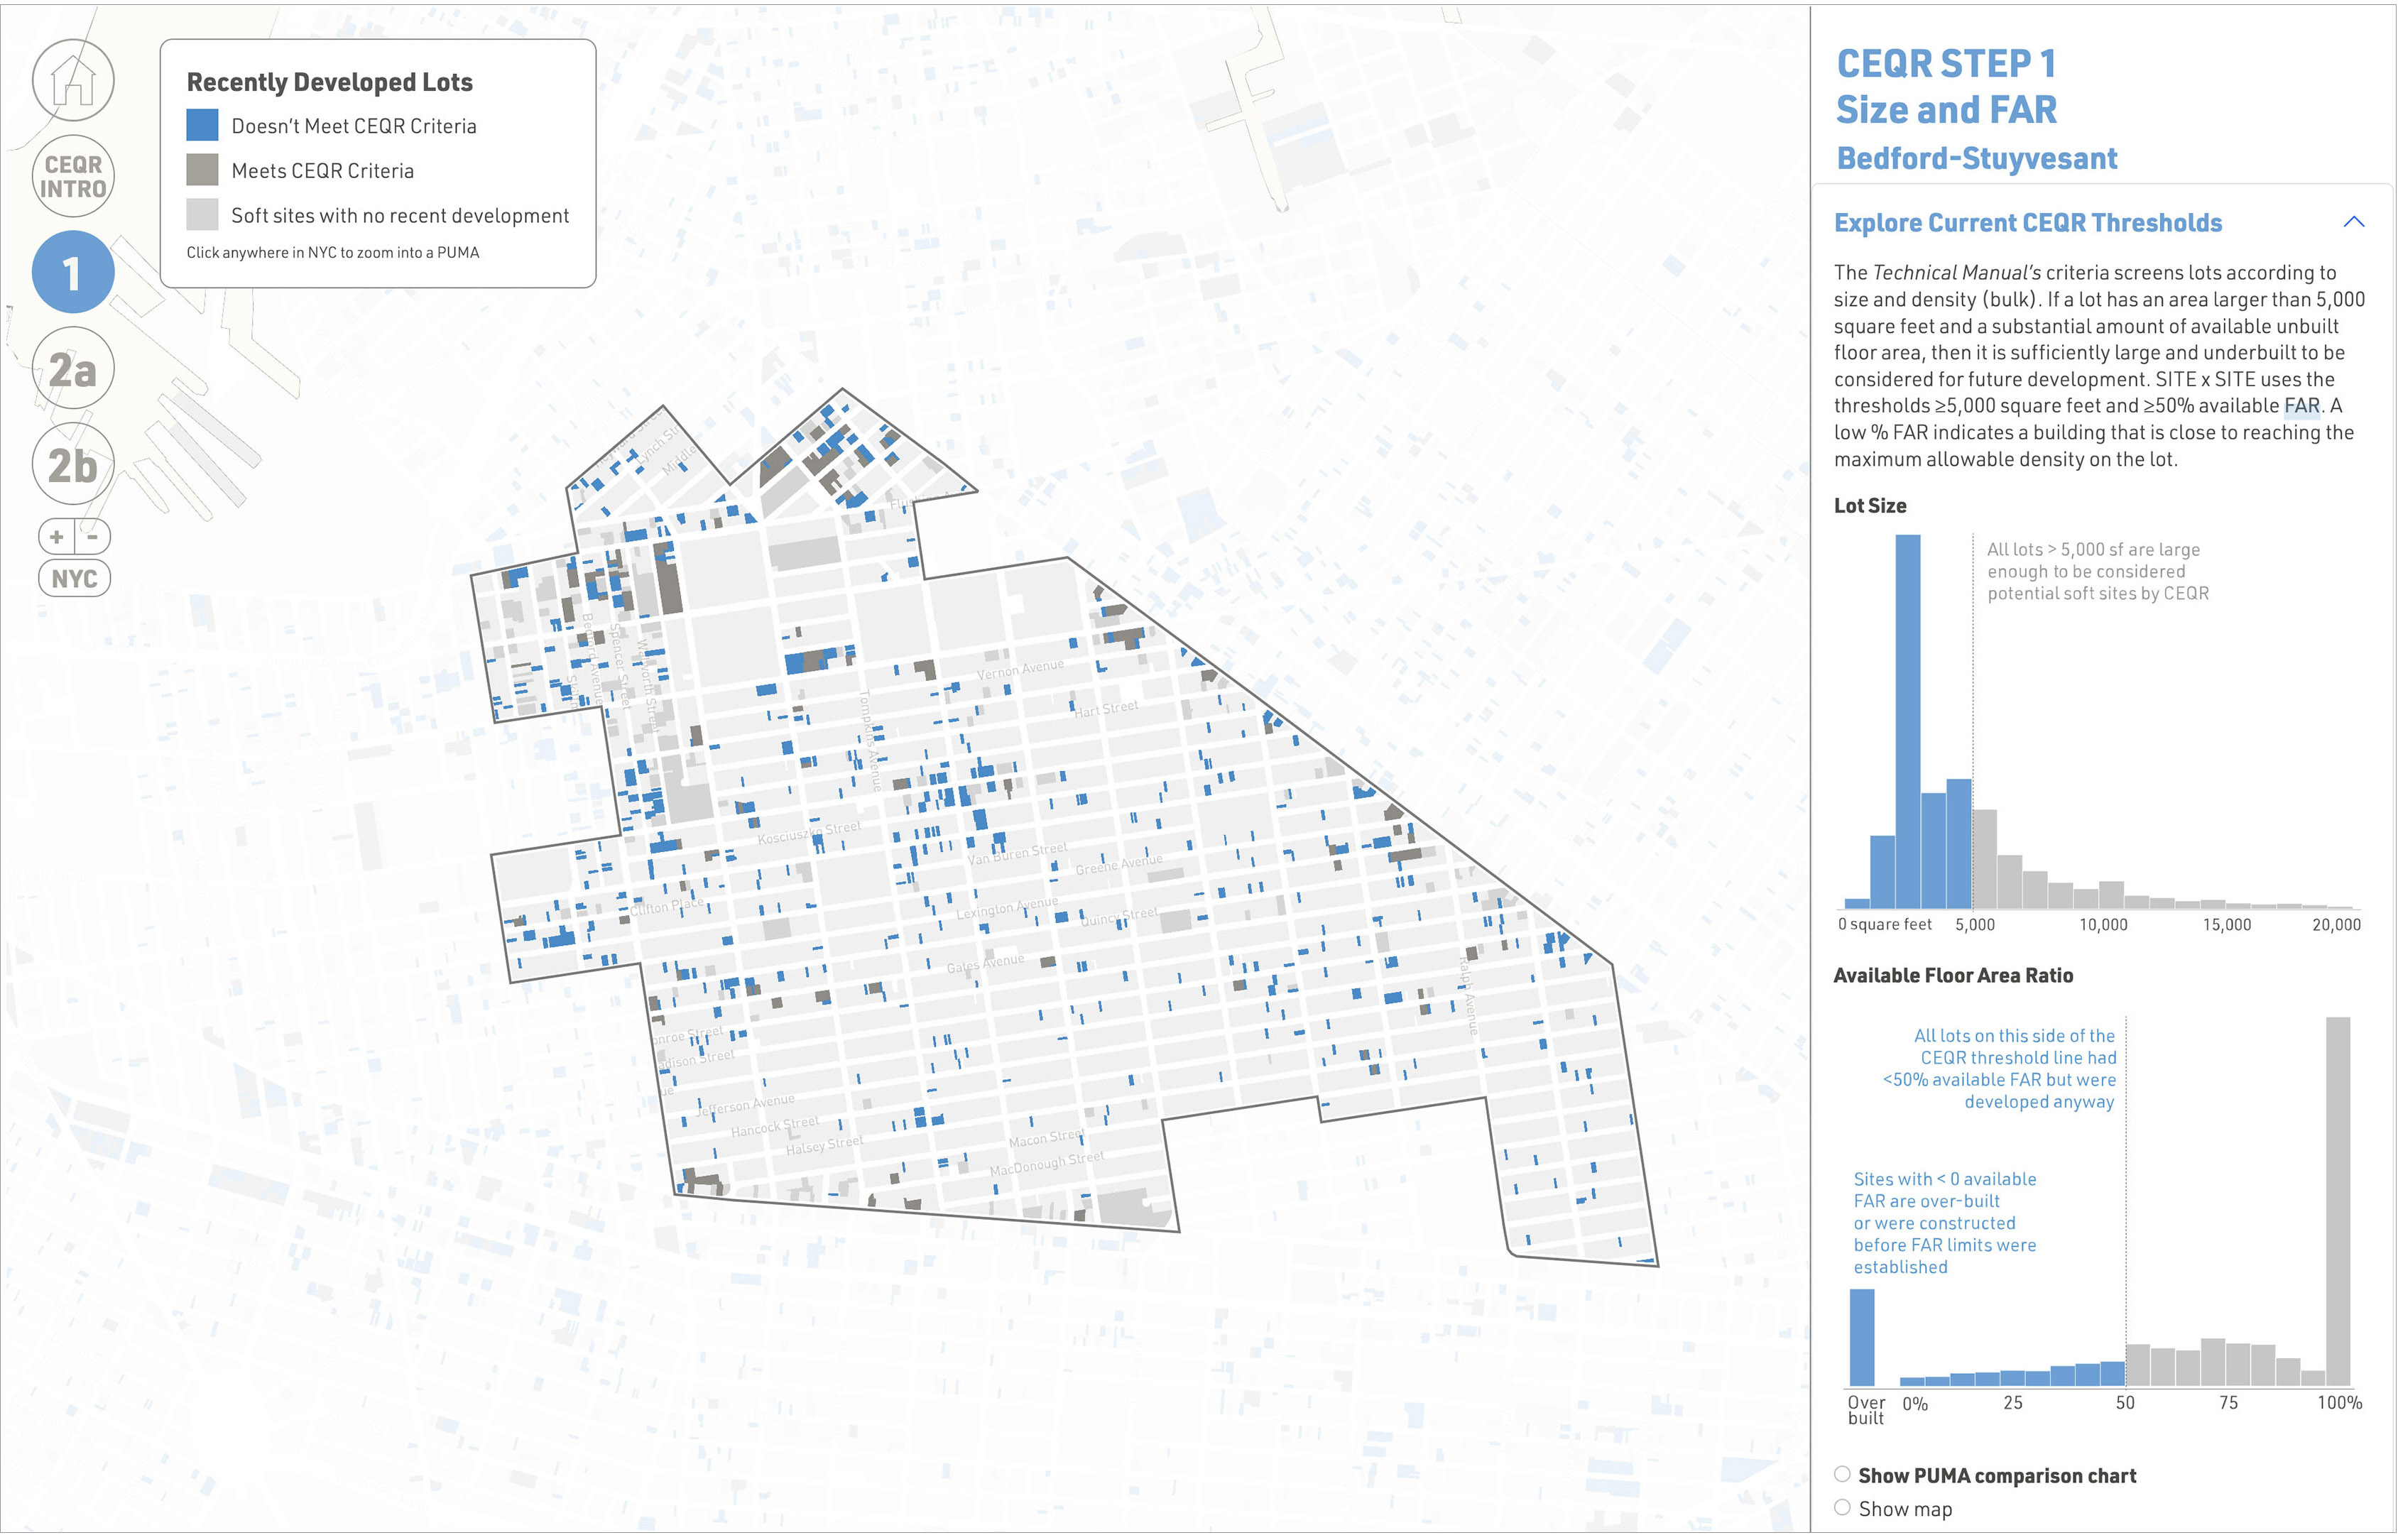 CEQR
INTRO
1
2a
2b
+ -
NYC
Recently Developed Lots
Doesn't Meet CEQR Criteria
Meets CEQR Criteria
Soft sites with no recent development
Click anywhere in NYC to zoom into a PUMA
Lynch Str
Middle
Bedford Avenue
Spencer Street
Walworth Street
Tompkins Avenue
Vernon Avenue
Hart Street
Kosciuszko Street
Van Buren Street
Greene Avenue
Clifton Place
Lexington Avenue
Quincy Street
Gates Avenue
Ralph Avenue
onroe Street
adison Street
ue
Jefferson Avenue
Hancock Street
Halsey Street
Macon Street
MacDonough Street
CEQR STEP 1
Size and FAR
Bedford-Stuyvesant
Explore Current CEQR Thresholds
The Technical Manual's criteria screens lots according to
size and density (bulk). If a lot has an area larger than 5,000
square feet and a substantial amount of available unbuilt
floor area, then it is sufficiently large and underbuilt to be
considered for future development. SITE x SITE uses the
thresholds ≥5,000 square feet and ≥50% available FAR. A
low % FAR indicates a building that is close to reaching the
maximum allowable density on the lot.
Lot Size
All lots > 5,000 sf are large
enough to be considered
potential soft sites by CEQR
0 square feet 5,000 10,000 15,000 20,000
Available Floor Area Ratio
All lots on this side of the
CEQR threshold line had
<50% available FAR but were
developed anyway
Sites with < 0 available
FAR are over-built
or were constructed
before FAR limits were
established
Over built 0% 25 50 75 100%
Show PUMA comparison chart
Show map